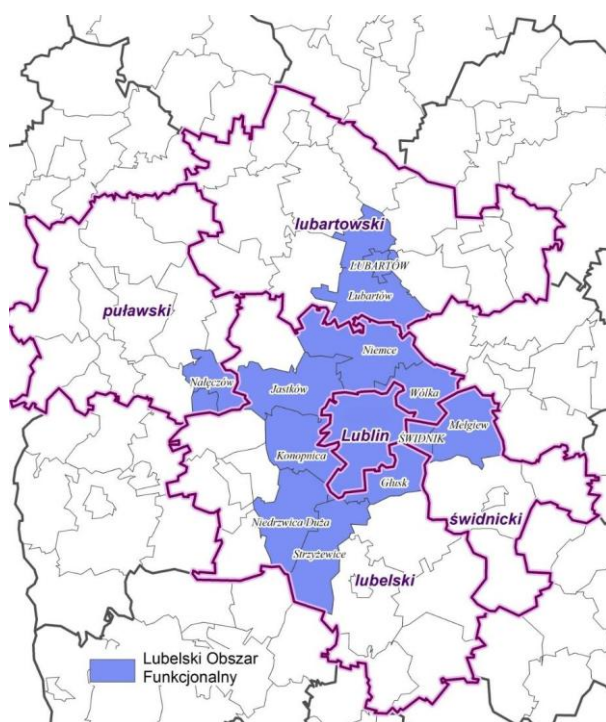 lubartowski
LUBARTÓW
Lubartów
puławski
Niemce
Nałęczów
Jastków
Wólka
Mełgiew
Lublin
ŚWIDNIK
Konopnica
Głusk
Niedrzwica Duża
świdnicki
Strzyżewice
lubelski
Lubelski Obszar
Funkcjonalny